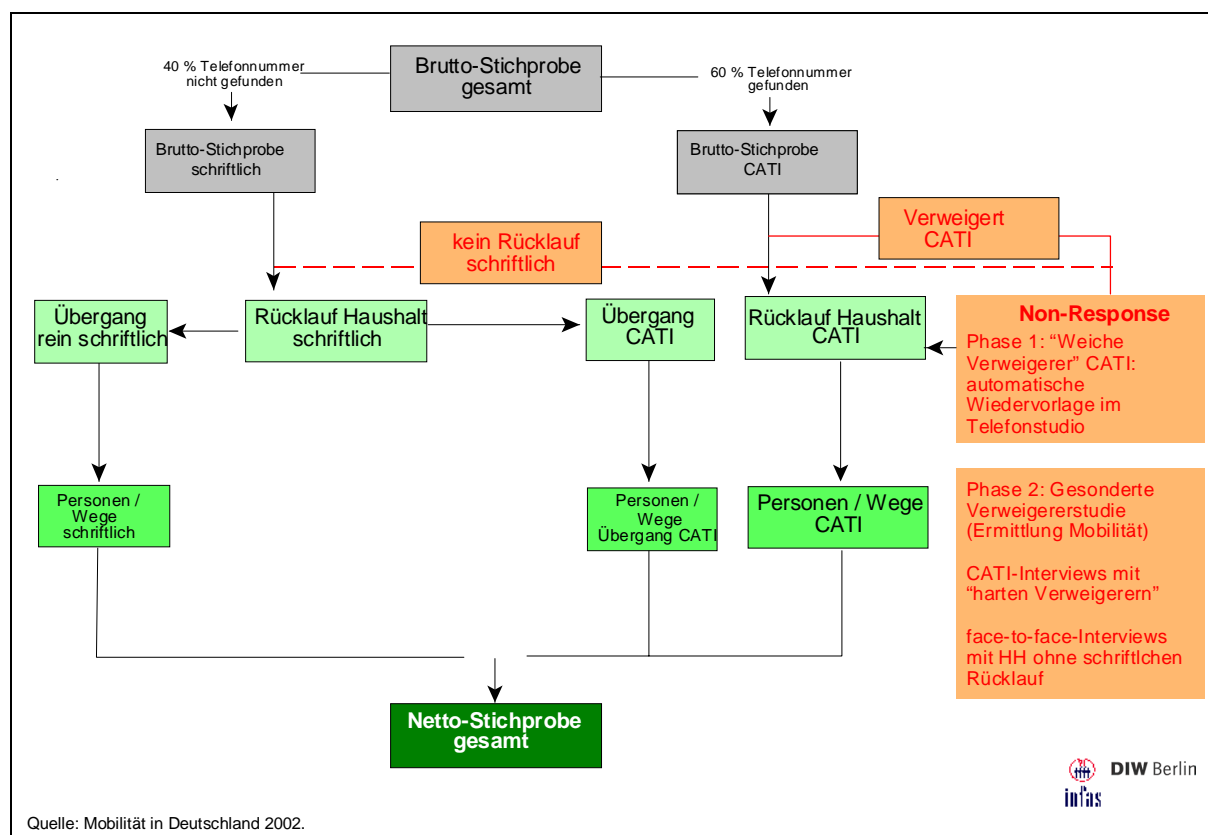 40 % Telefonnummer
nicht gefunden
Brutto-Stichprobe
gesamt
60 % Telefonnummer
gefunden
Brutto-Stichprobe
schriftlich
Brutto-Stichprobe
CATI
Verweigert
CATI
kein Rücklauf
schriftlich
Übergang
rein schriftlich
Rücklauf Haushalt
schriftlich
Übergang
CATI
Rücklauf Haushalt
CATI
Non-Response
Phase 1: “Weiche
Verweigerer” CATI:
automatische
Wiedervorlage im
Telefonstudio
Personen /
Wege
schriftlich
Personen /
Wege
Übergang CATI
Personen / Wege
CATI
Phase 2: Gesonderte
Verweigererstudie
(Ermittlung Mobilität)
CATI-Interviews mit
“harten Verweigerern”
face-to-face-Interviews
mit HH ohne schriftlchen
Rücklauf
Netto-Stichprobe
gesamt
infas
DIW Berlin
Quelle: Mobilität in Deutschland 2002.